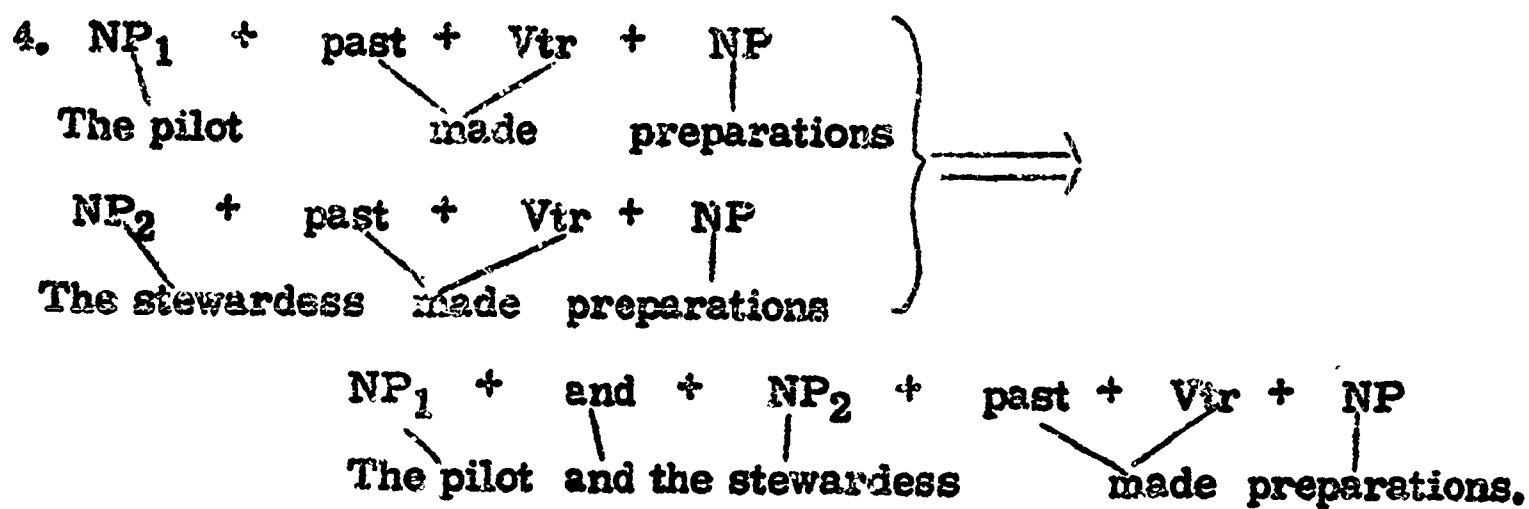 4. NP1 + past + Vtr + NP
The pilot made preparations
NP2 + past + Vtr + NP
The stewardess made preparations
NP1 + and + NP2 + past + Vtr + NP
The pilot and the stewardess made preparations.